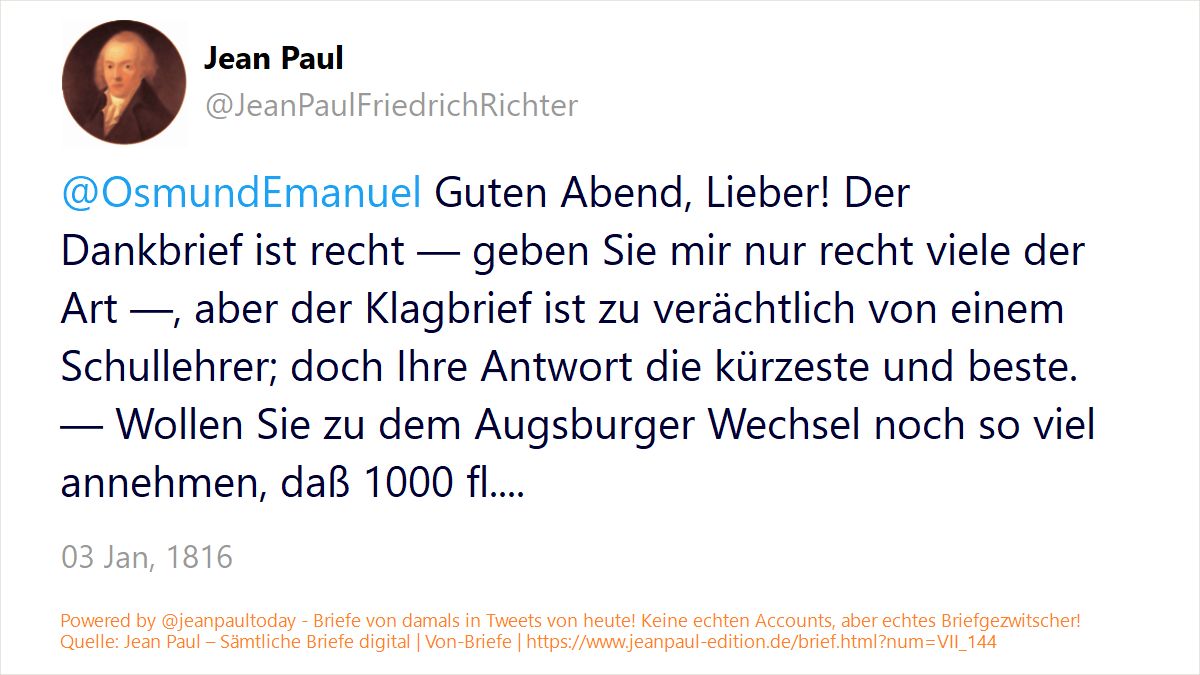 Jean Paul
@JeanPaulFriedrichRichter
@OsmundEmanuel Guten Abend, Lieber! Der
Dankbrief ist recht — geben Sie mir nur recht viele der
Art —, aber der Klagbrief ist zu verächtlich von einem
Schullehrer; doch Ihre Antwort die kürzeste und beste.
— Wollen Sie zu dem Augsburger Wechsel noch so viel
annehmen, daß 1000 fl....
03 Jan, 1816
Powered by @jeanpaultoday - Briefe von damals in Tweets von heute! Keine echten Accounts, aber echtes Briefgezwitscher!
Quelle: Jean Paul – Sämtliche Briefe digital | Von-Briefe | https://www.jeanpaul-edition.de/brief.html?num=VII_144